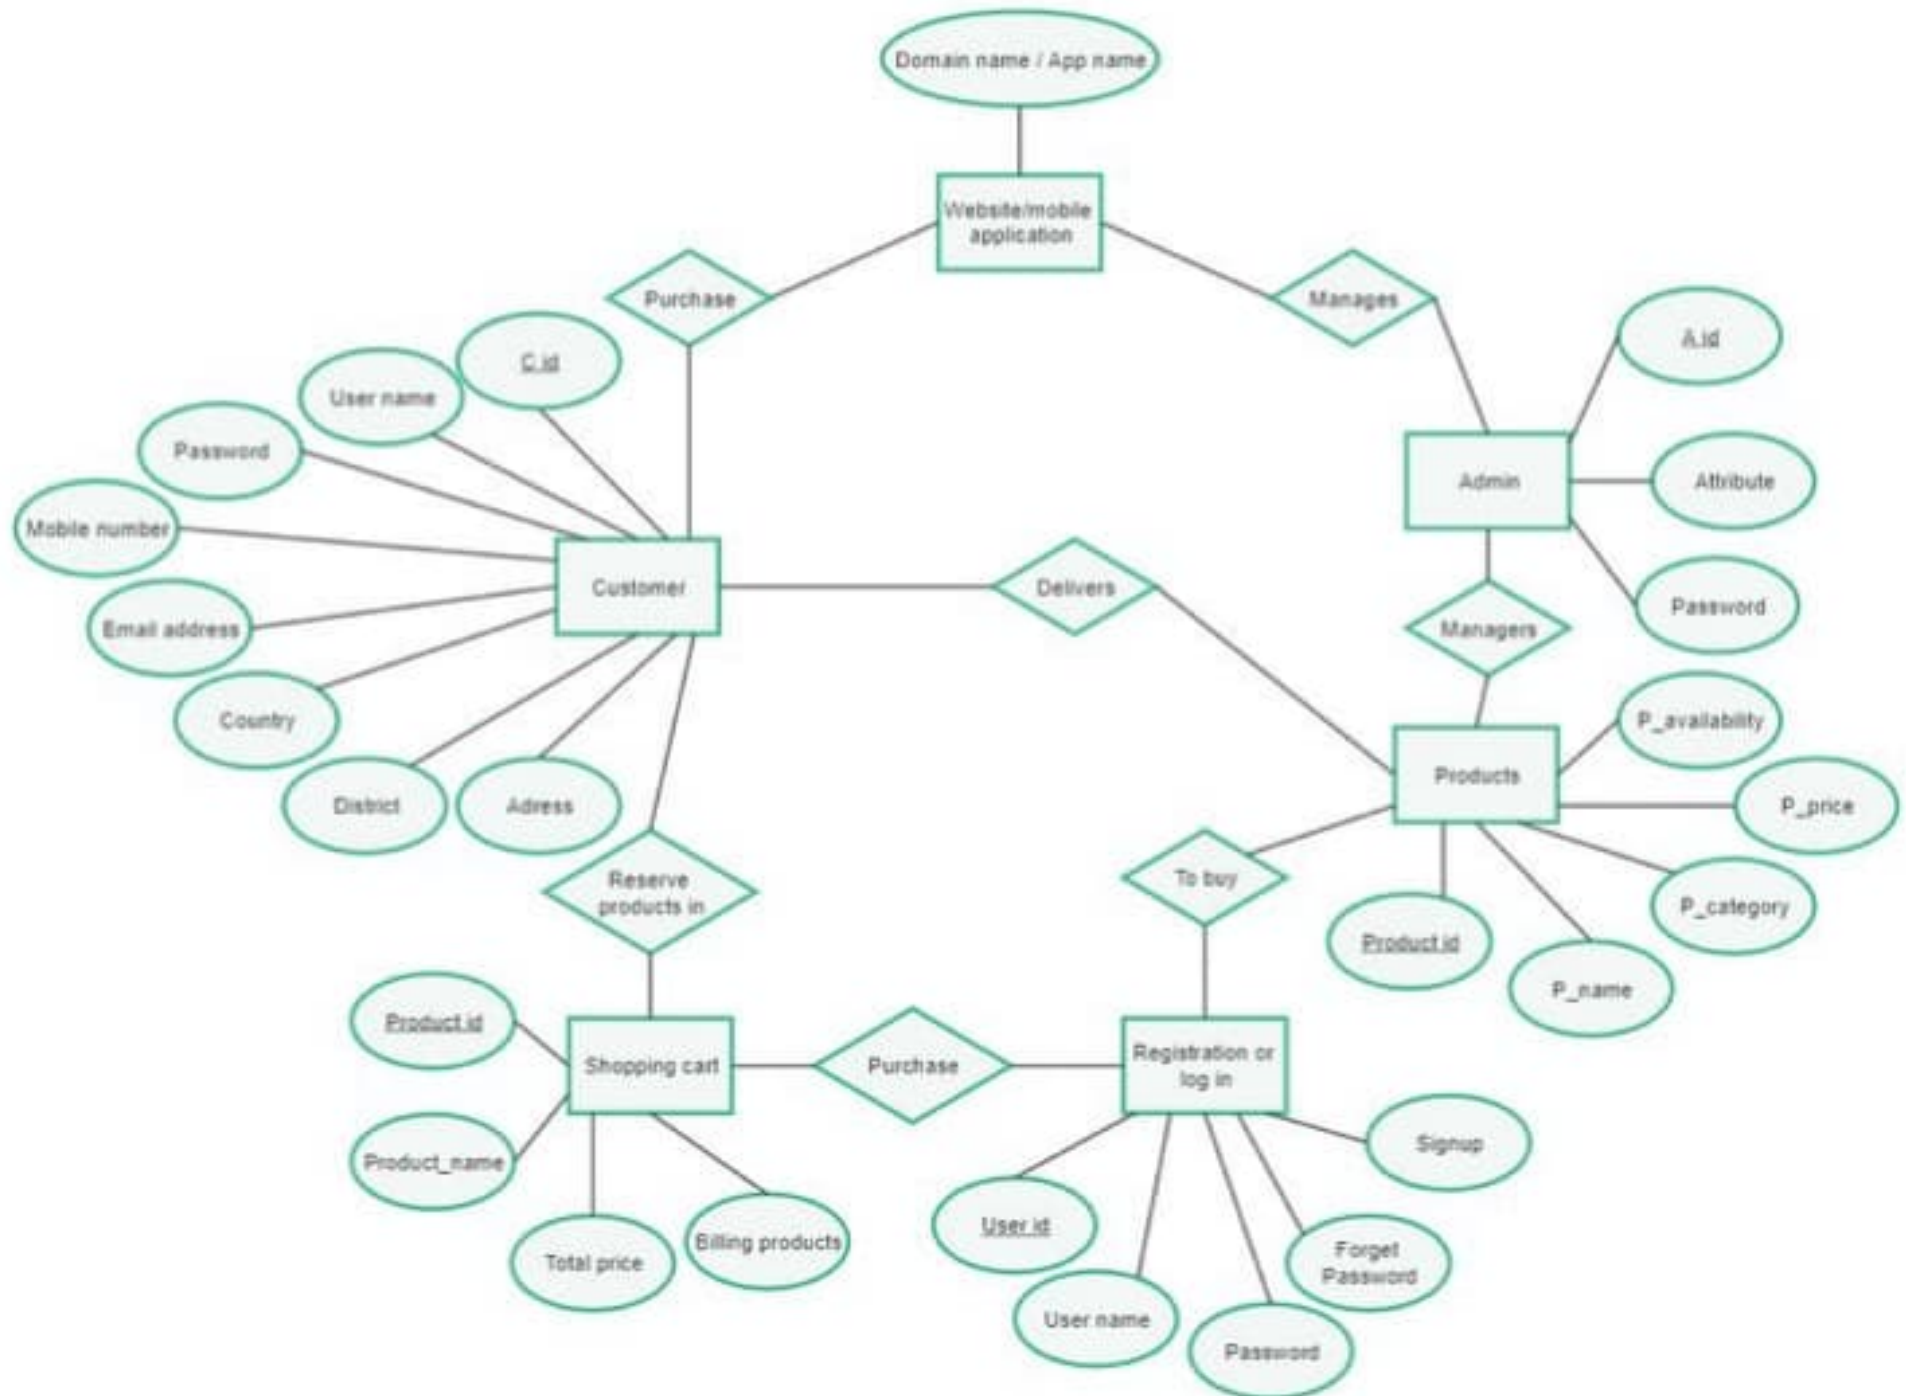 Domain name / App name
Website/mobile
application
Purchase
Manages
A.id
C.id
User name
Password
Attribute
Admin
Mobile number
Customer
Delivers
Password
Managers
Email address
Country
P_availability
Products
P_price
District
Adress
Reserve
products in
To buy
P_category
Product id
P_name
Product id
Shopping cart
Purchase
Registration or
log in
Signup
Product_name
User id
Billing products
Total price
Forget
Password
User name
Password